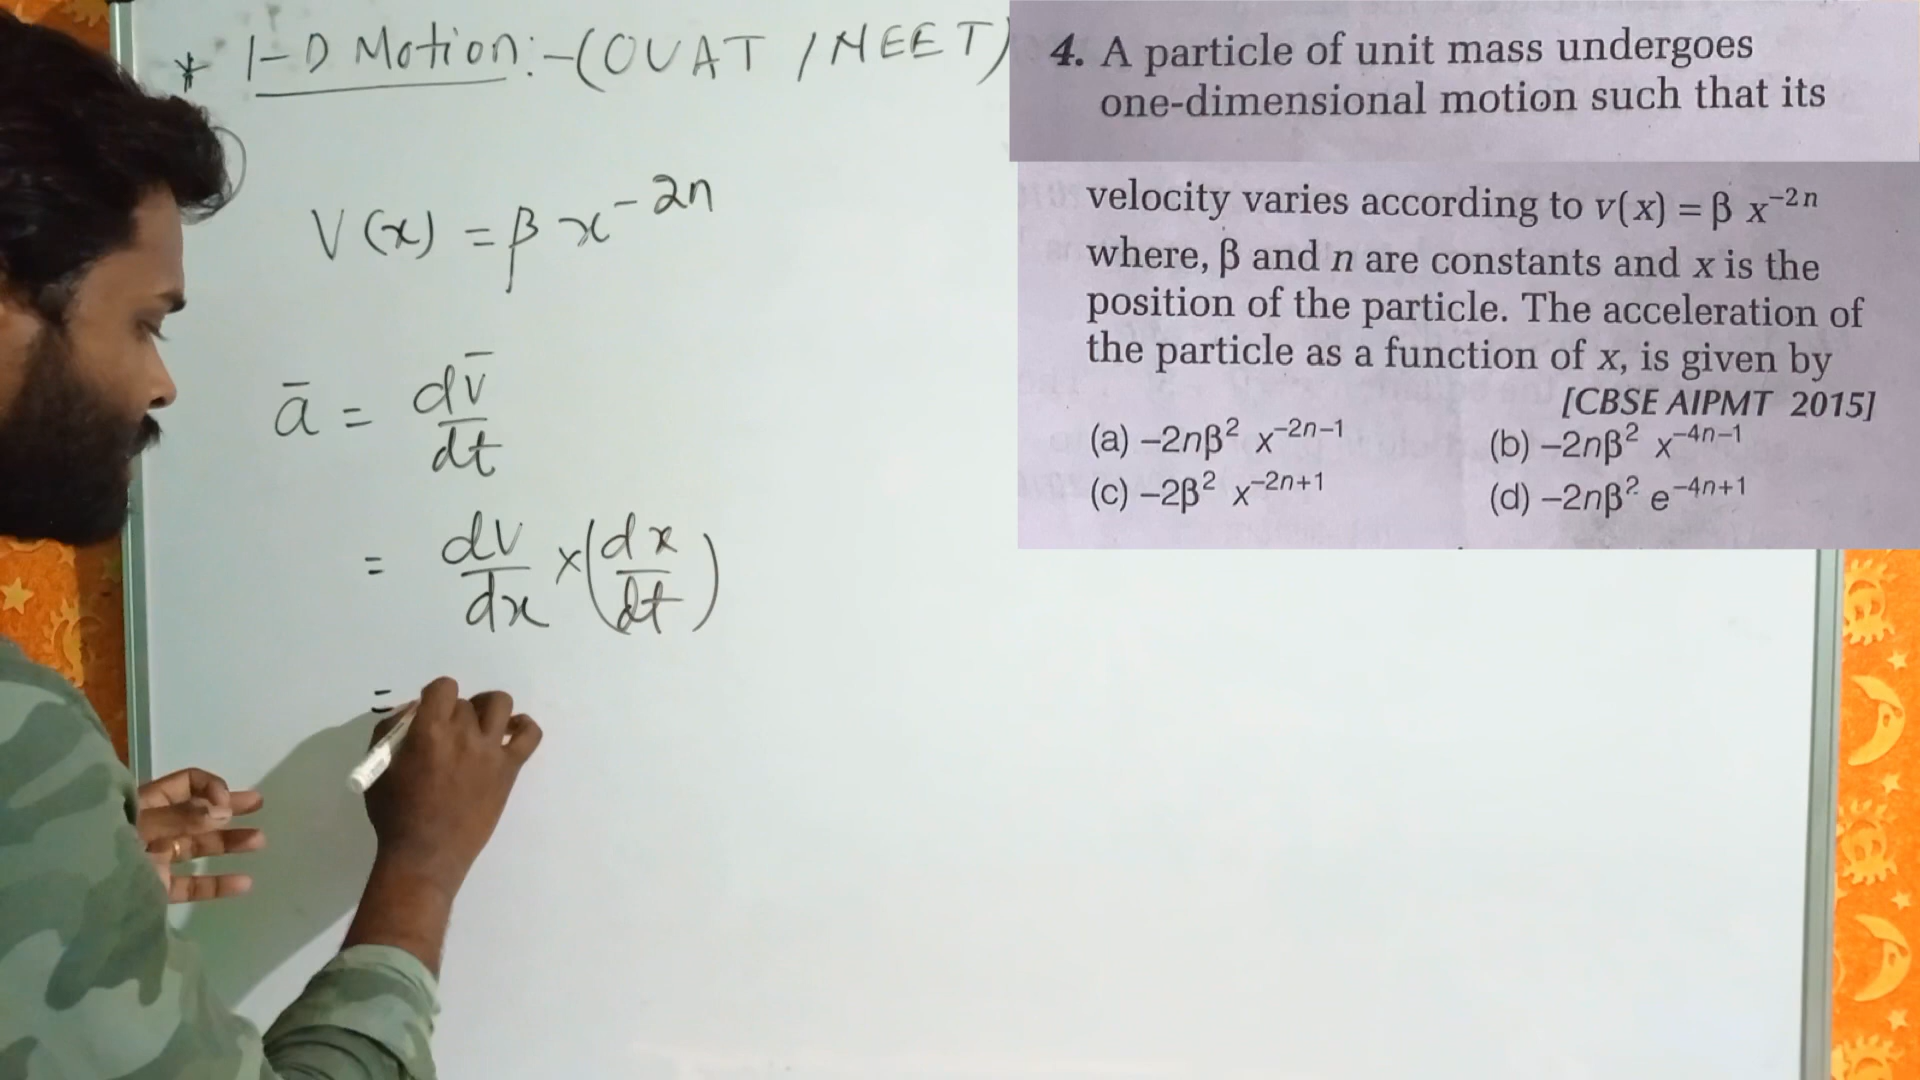 * 1-D Motion:-(OUAT / NEET)
V(x) = β x^{-2n}
ā = dv̄/dt
= dv/dx × (dx/dt)
=
4. A particle of unit mass undergoes
one-dimensional motion such that its
velocity varies according to v(x) = β x^{-2n}
where, β and n are constants and x is the
position of the particle. The acceleration of
the particle as a function of x, is given by
[CBSE AIPMT 2015]
(a) –2nβ² x^{–2n–1} (b) –2nβ² x^{–4n–1}
(c) –2β² x^{–2n+1} (d) –2nβ² e^{–4n+1}